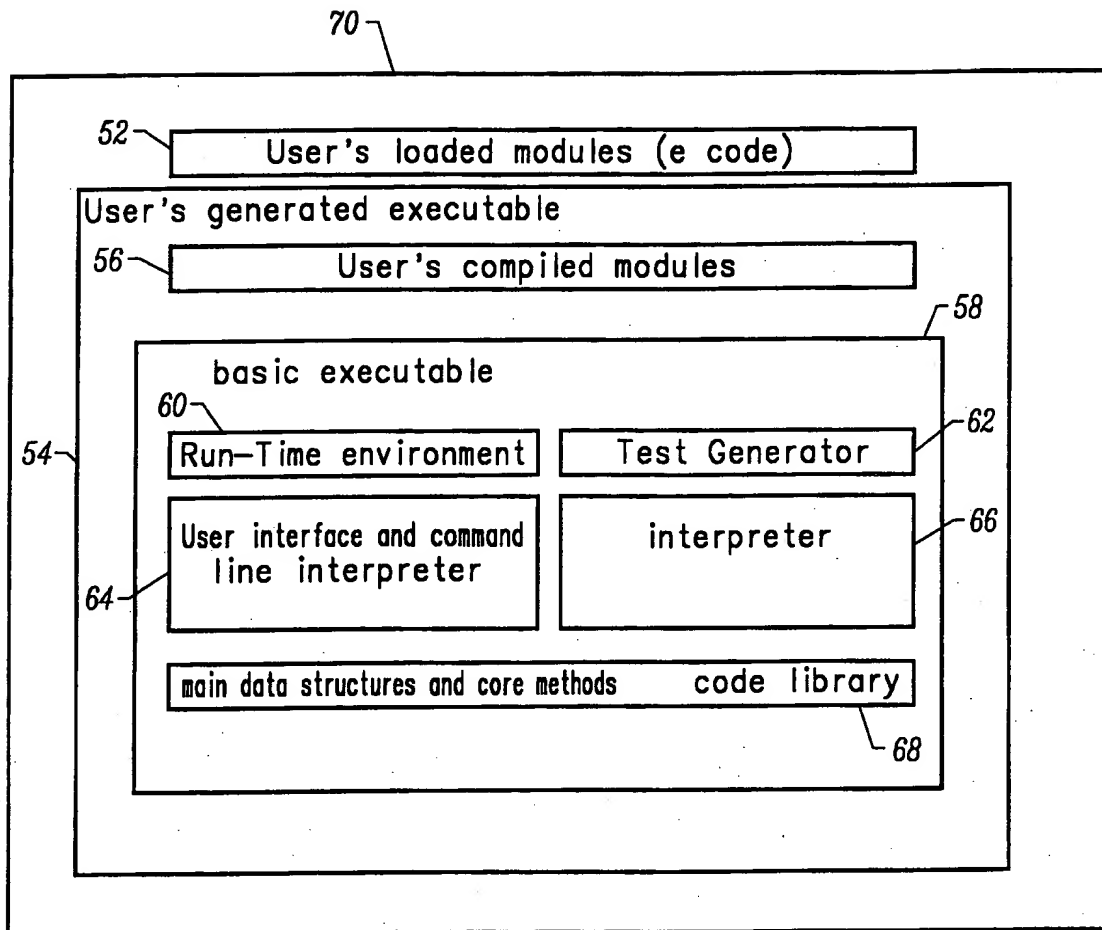 70
52
User's loaded modules (e code)
User's generated executable
56
User's compiled modules
58
basic executable
60
62
54
Run-Time environment
Test Generator
User interface and command
line interpreter
interpreter
66
64
main data structures and core methods code library
68